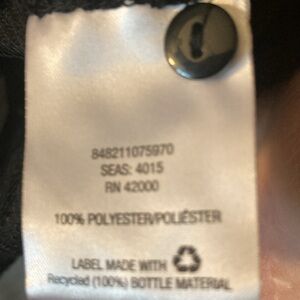 848211075970
SEAS: 4015
RN 42000
100% POLYESTER/POLIÉSTER
LABEL MADE WITH
Recycled (100%) BOTTLE MATERIAL